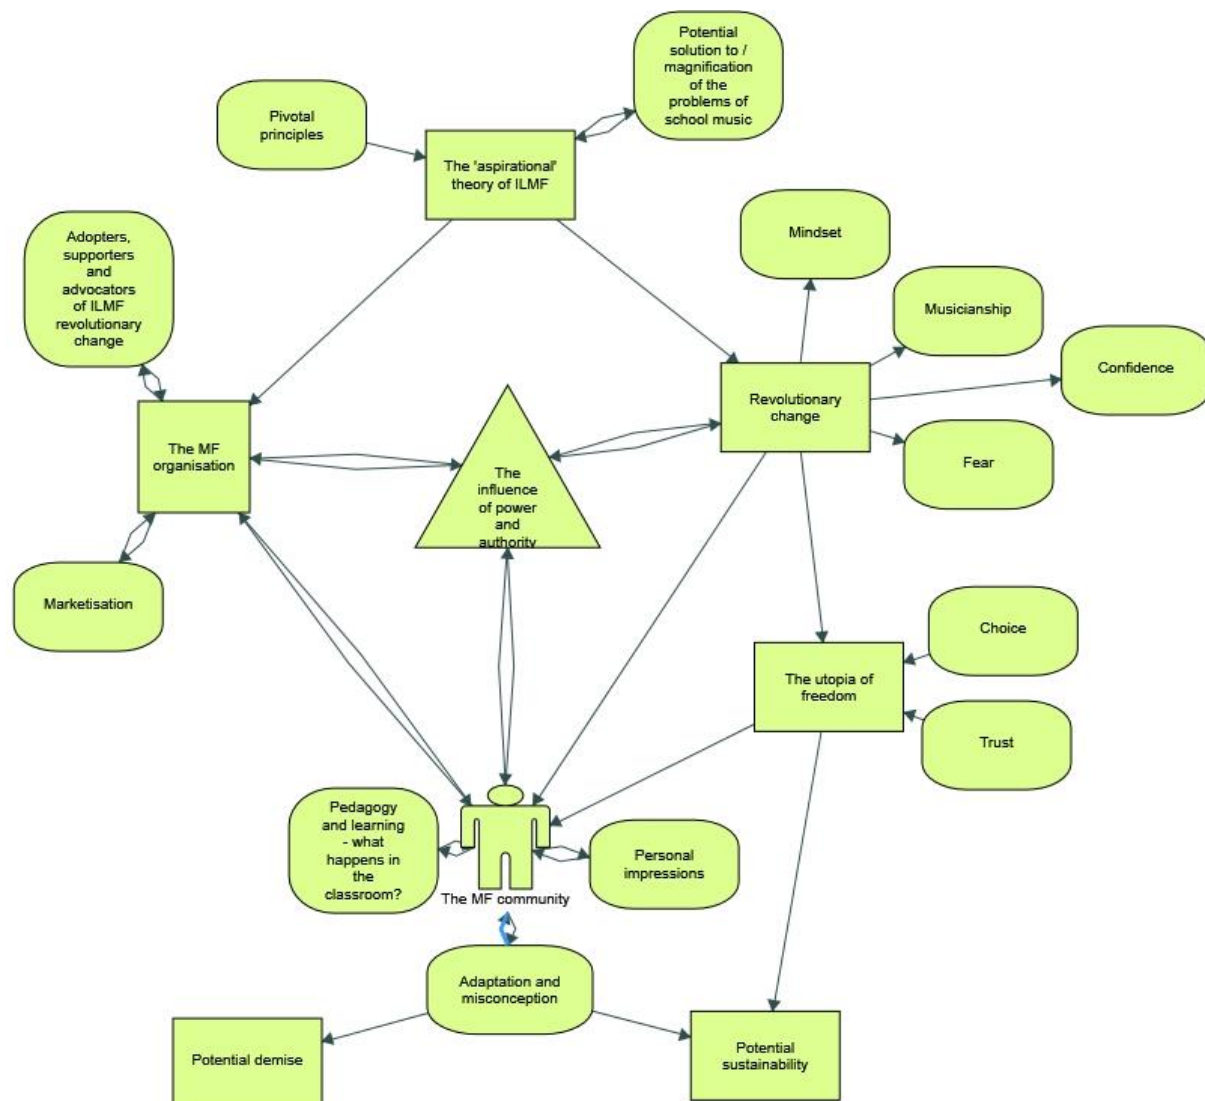 Potential
solution to /
magnification
of the
problems of
school music
Pivotal
principles
The 'aspirational'
theory of ILMF
Mindset
Adopters,
supporters
and
advocators
of ILMF
revolutionary
change
Musicianship
Confidence
Revolutionary
change
The MF
organisation
Fear
The
influence
of power
and
authority
Marketisation
Choice
The utopia of
freedom
Trust
Pedagogy
and learning
- what
happens in
the
classroom?
Personal
impressions
The MF community
Adaptation and
misconception
Potential demise
Potential
sustainability